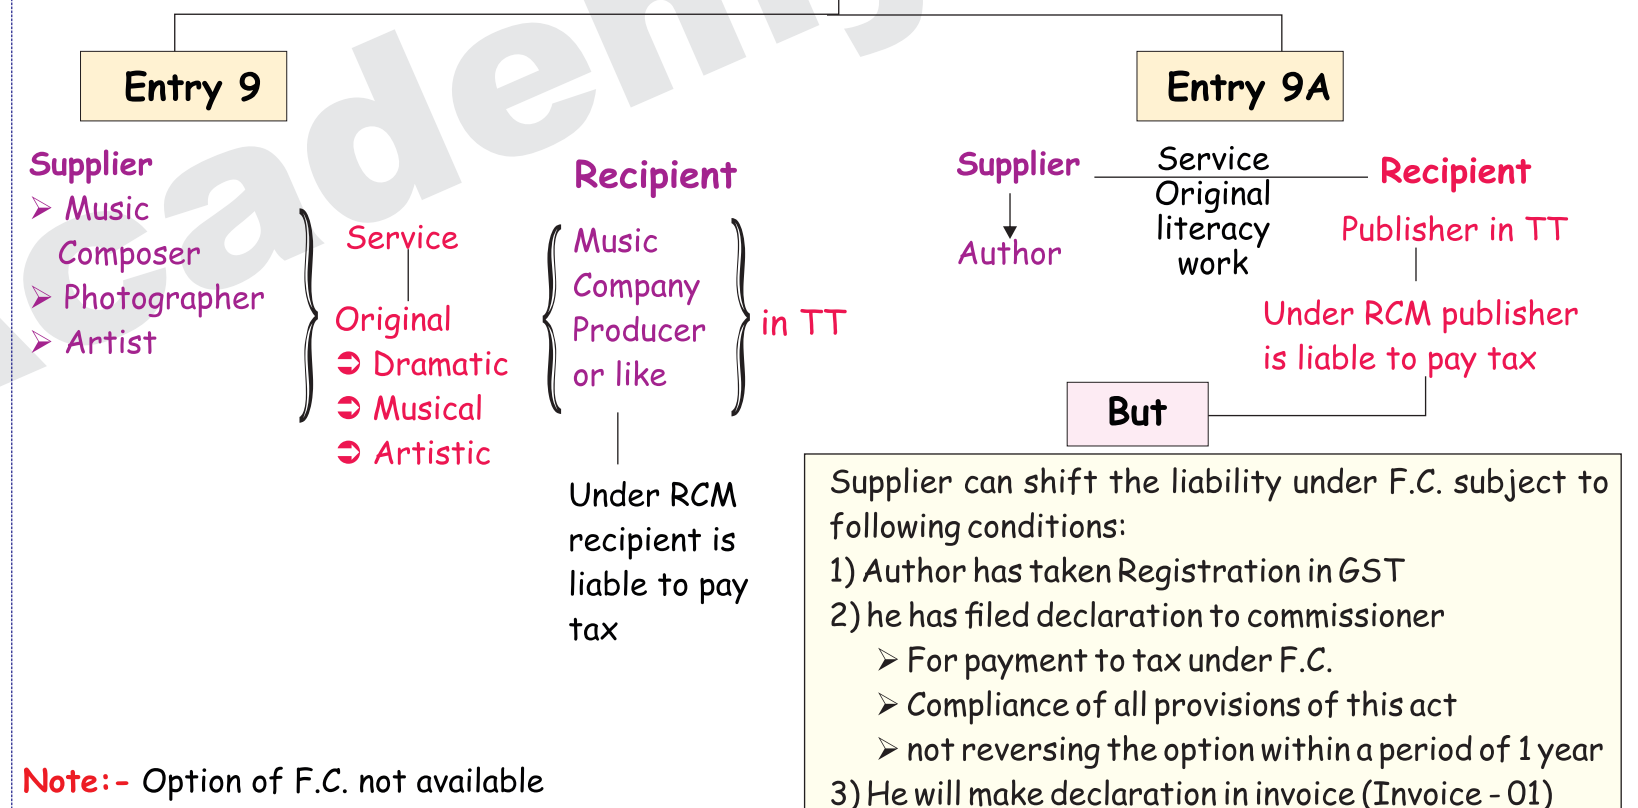 Entry 9
Supplier
➢ Music
Composer
➢ Photographer
➢ Artist
Service
Original
➲ Dramatic
➲ Musical
➲ Artistic
Recipient
Music
Company
Producer
or like
in TT
Under RCM
recipient is
liable to pay
tax
Note:- Option of F.C. not available
Entry 9A
Supplier
Author
Service
Original
literacy
work
Recipient
Publisher in TT
Under RCM publisher
is liable to pay tax
But
Supplier can shift the liability under F.C. subject to
following conditions:
1) Author has taken Registration in GST
2) he has filed declaration to commissioner
➢ For payment to tax under F.C.
➢ Compliance of all provisions of this act
➢ not reversing the option within a period of 1 year
3) He will make declaration in invoice (Invoice - 01)
cademy